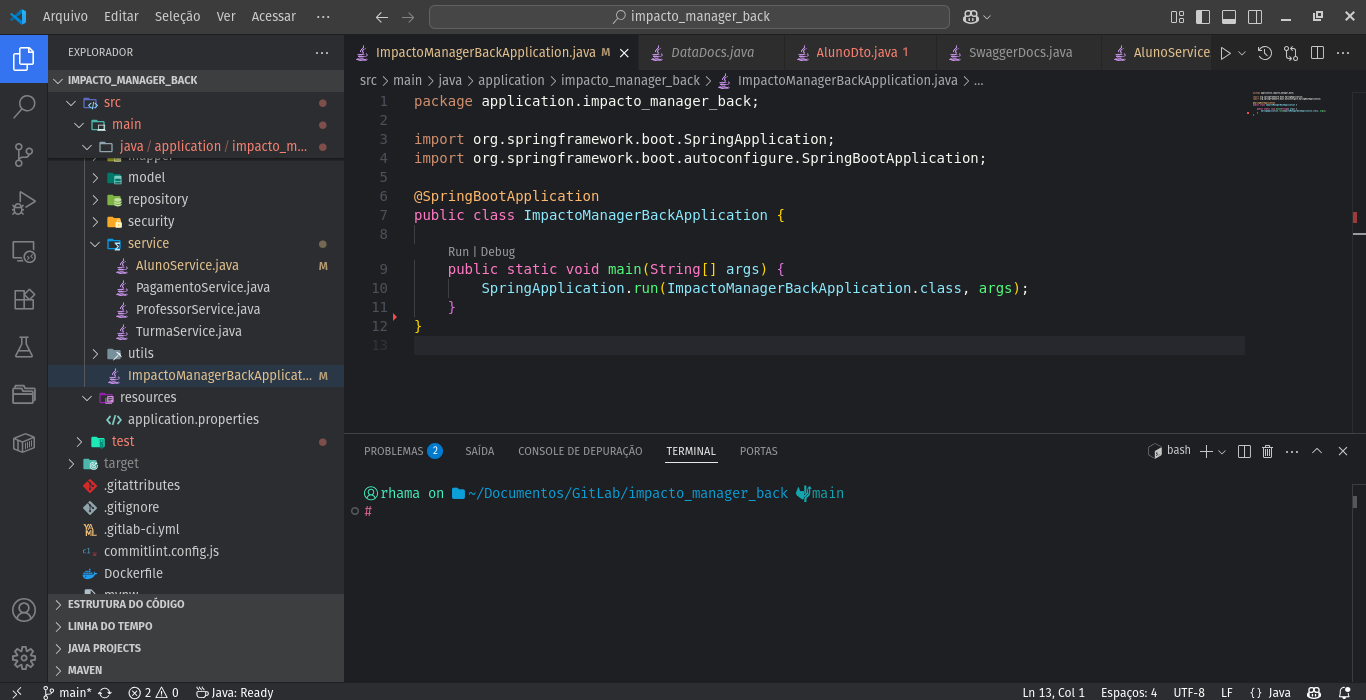 Arquivo Editar Seleção Ver Acessar ··· impacto_manager_back
EXPLORADOR ···
IMPACTO_MANAGER_BACK
src
main
java / application / impacto_m...
mapper
model
repository
security
service
AlunoService.java M
PagamentoService.java
ProfessorService.java
TurmaService.java
utils
ImpactoManagerBackApplicat... M
resources
application.properties
test
target
.gitattributes
.gitignore
.gitlab-ci.yml
commitlint.config.js
Dockerfile
mvnw
ESTRUTURA DO CÓDIGO
LINHA DO TEMPO
JAVA PROJECTS
MAVEN
ImpactoManagerBackApplication.java M DataDocs.java AlunoDto.java 1 SwaggerDocs.java AlunoService
src > main > java > application > impacto_manager_back > ImpactoManagerBackApplication.java > ...
1 package application.impacto_manager_back;
2
3 import org.springframework.boot.SpringApplication;
4 import org.springframework.boot.autoconfigure.SpringBootApplication;
5
6 @SpringBootApplication
7 public class ImpactoManagerBackApplication {
8
Run | Debug
9 public static void main(String[] args) {
10 SpringApplication.run(ImpactoManagerBackApplication.class, args);
11 }
12 }
13
PROBLEMAS 2 SAÍDA CONSOLE DE DEPURAÇÃO TERMINAL PORTAS bash
rhama on ~/Documentos/GitLab/impacto_manager_back main
#
main* 2 0 Java: Ready Ln 13, Col 1 Espaços: 4 UTF-8 LF {} Java